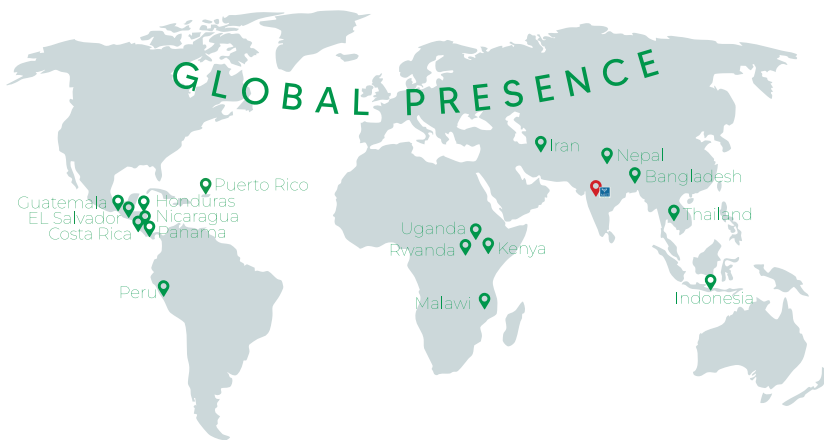 GLOBAL PRESENCE
Iran
Nepal
Bangladesh
Puerto Rico
Guatemala
Honduras
EL Salvador
Nicaragua
Thailand
Costa Rica
Panama
Uganda
Rwanda
Kenya
Peru
Malawi
Indonesia